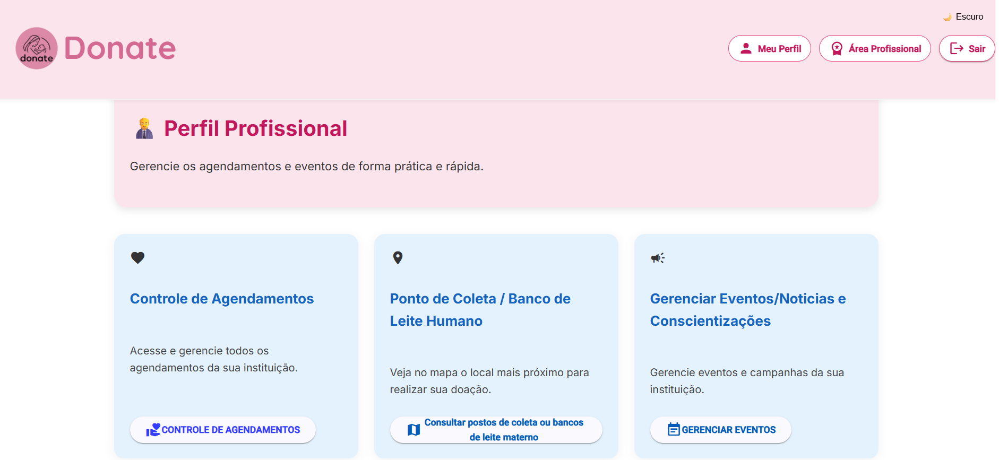 Escuro
donate
Donate
Meu Perfil
Área Profissional
Sair
Perfil Profissional
Gerencie os agendamentos e eventos de forma prática e rápida.
Controle de Agendamentos
Acesse e gerencie todos os
agendamentos da sua instituição.
CONTROLE DE AGENDAMENTOS
Ponto de Coleta / Banco de
Leite Humano
Veja no mapa o local mais próximo para
realizar sua doação.
Consultar postos de coleta ou bancos
de leite materno
Gerenciar Eventos/Noticias e
Conscientizações
Gerencie eventos e campanhas da sua
instituição.
GERENCIAR EVENTOS